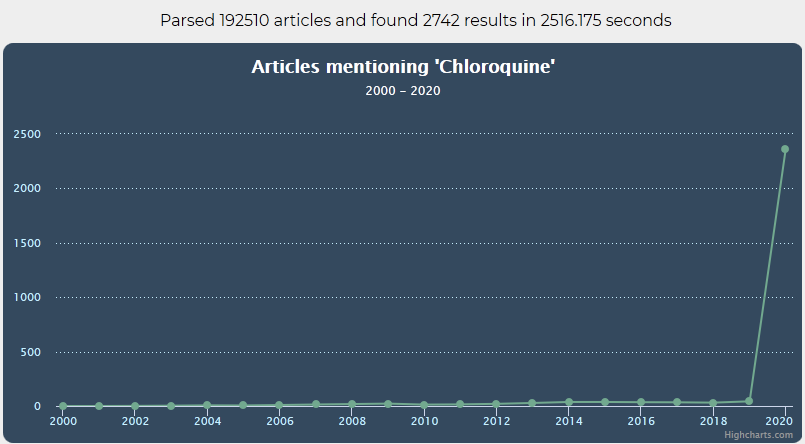 Parsed 192510 articles and found 2742 results in 2516.175 seconds
Articles mentioning 'Chloroquine'
2000 - 2020
2500
2000
1500
1000
500
0
2000 2002 2004 2006 2008 2010 2012 2014 2016 2018 2020
Highcharts.com